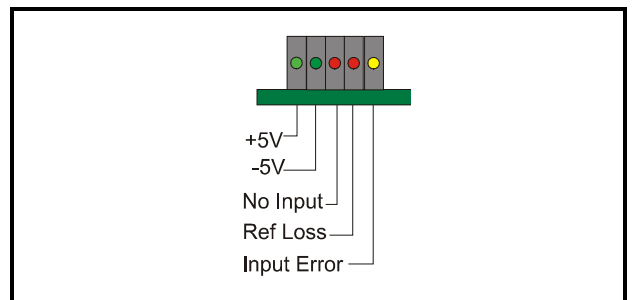 +5V
-5V
No Input
Ref Loss
Input Error